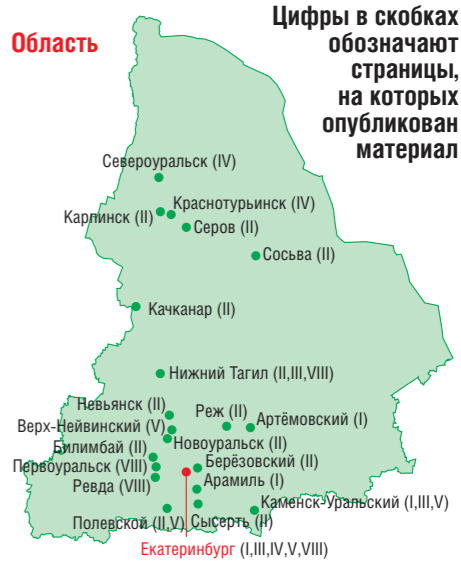 Область
Цифры в скобках
обозначают
страницы,
на которых
опубликован
материал
Североуральск (IV)
Краснотурьинск (IV)
Карпинск (II)
Серов (II)
Сосьва (II)
Качканар (II)
Нижний Тагил (II,III,VIII)
Невьянск (II)
Реж (II)
Артёмовский (I)
Верх-Нейвинский (V)
Новоуральск (II)
Билимбай (II)
Берёзовский (II)
Первоуральск (VIII)
Арамиль (I)
Ревда (VIII)
Каменск-Уральский (I,III,V)
Полевской (II,V)
Сысерть (II)
Екатеринбург (I,III,IV,V,VIII)